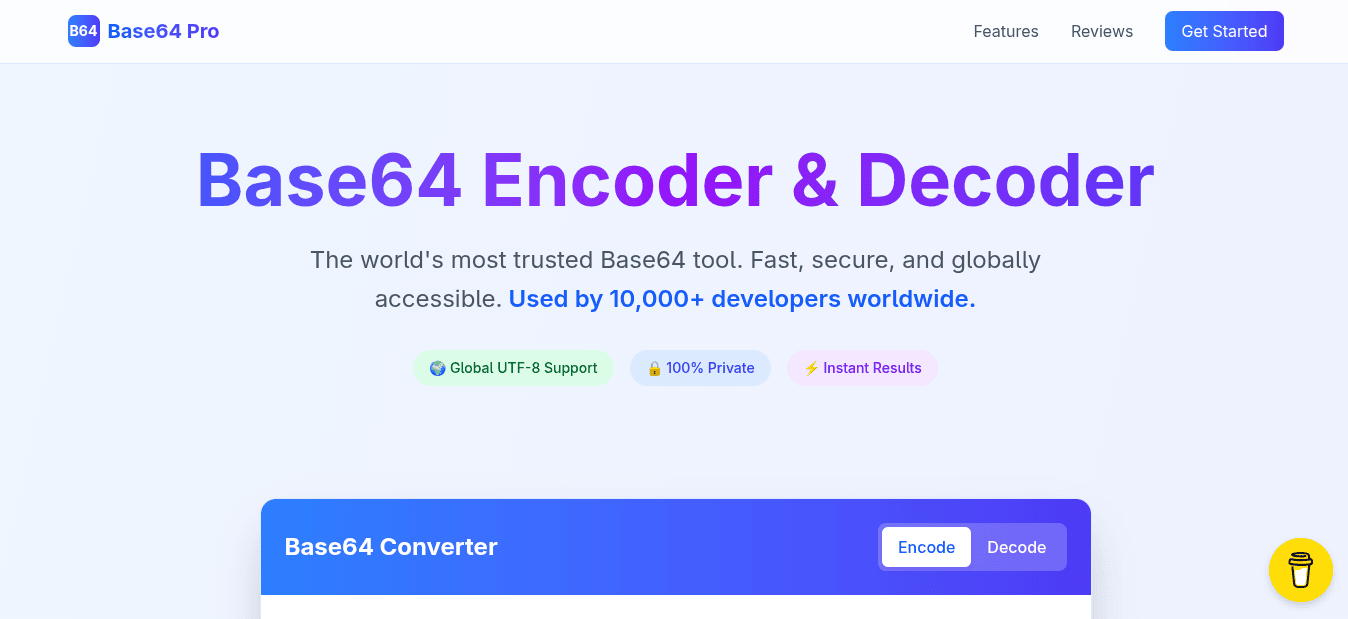 B64 Base64 Pro
Features Reviews Get Started
Base64 Encoder & Decoder
The world's most trusted Base64 tool. Fast, secure, and globally
accessible. Used by 10,000+ developers worldwide.
🌍 Global UTF-8 Support 🔒 100% Private ⚡ Instant Results
Base64 Converter
Encode Decode